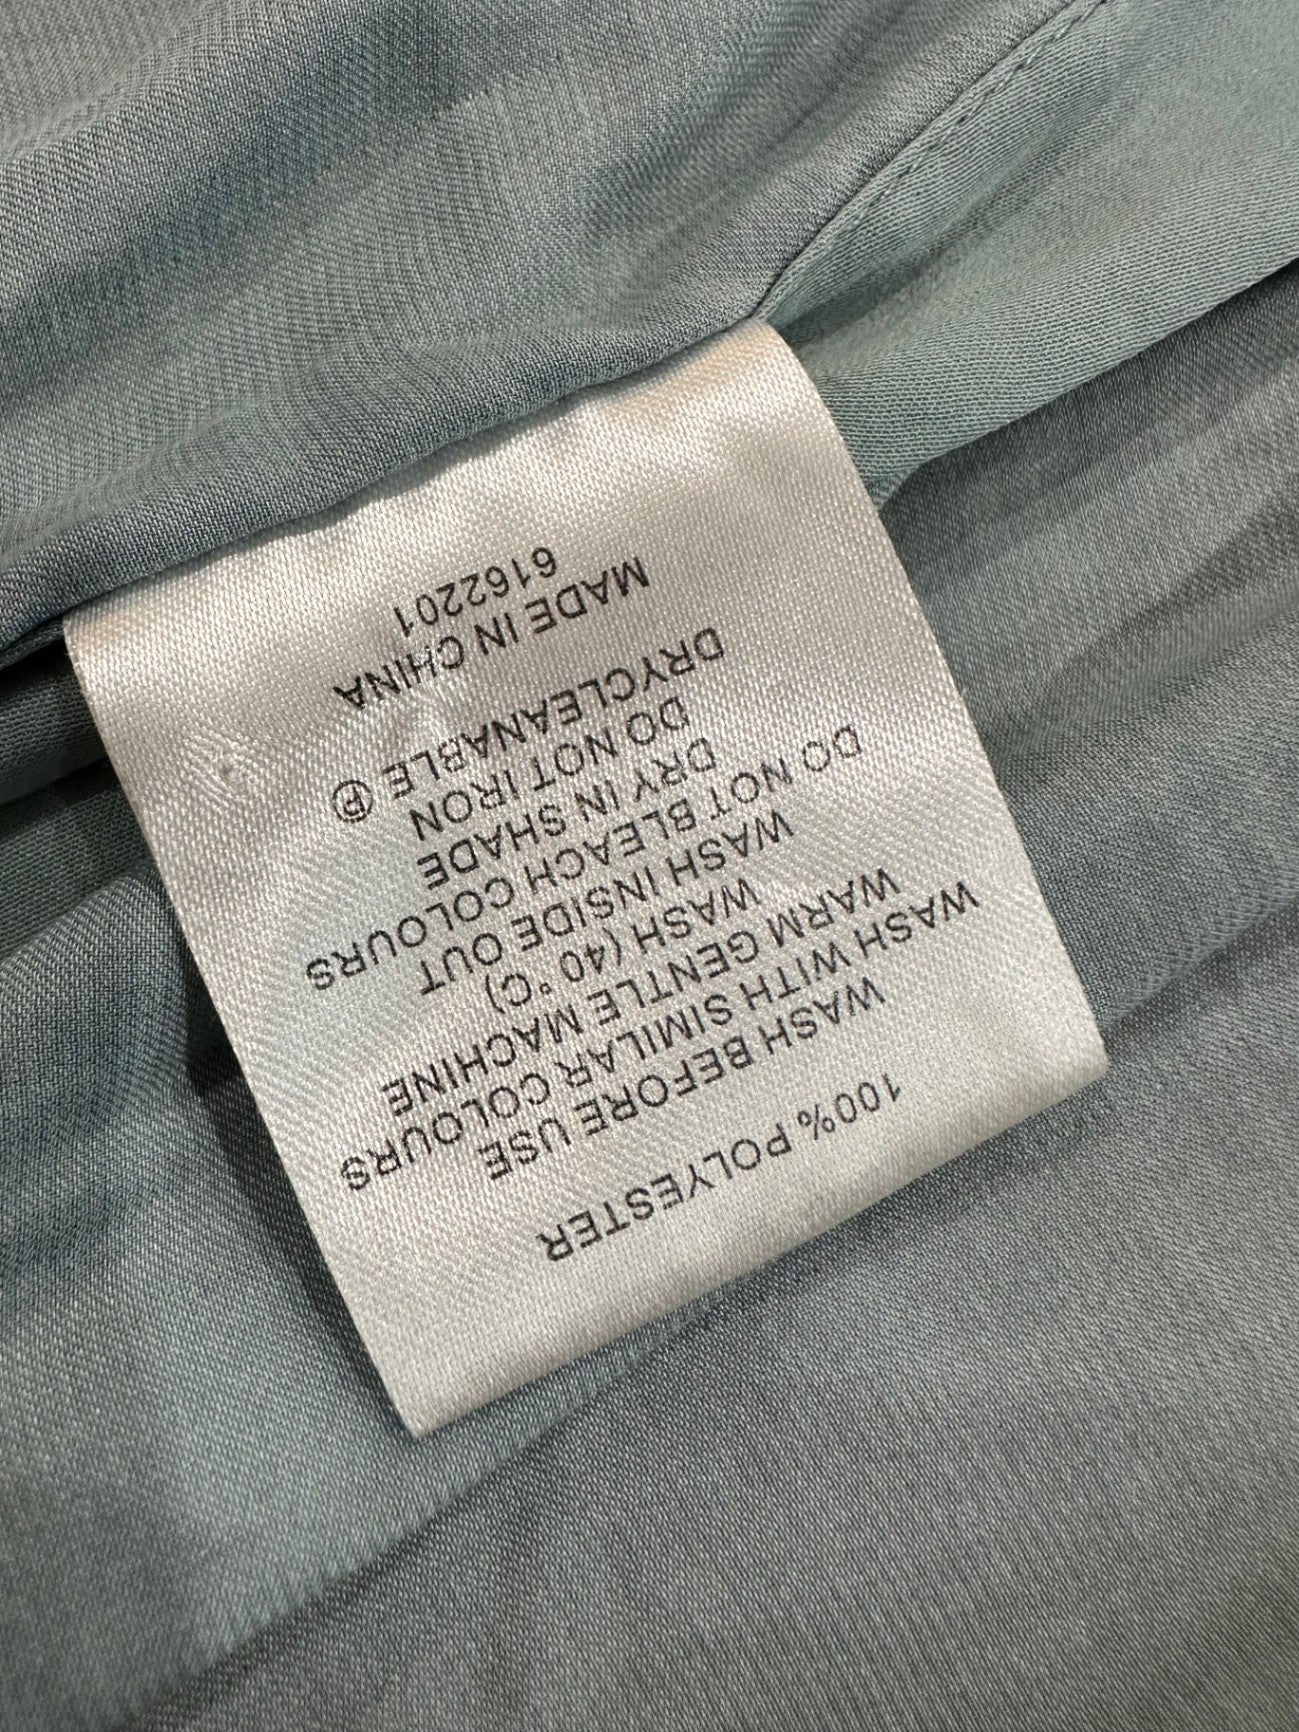 100% POLYESTER
WASH BEFORE USE
WASH WITH SIMILAR COLOURS
WARM GENTLE MACHINE
WASH (40 °C)
WASH INSIDE OUT
DO NOT BLEACH COLOURS
DRY IN SHADE
DO NOT IRON
DRYCLEANABLE Ⓟ
MADE IN CHINA
6162201